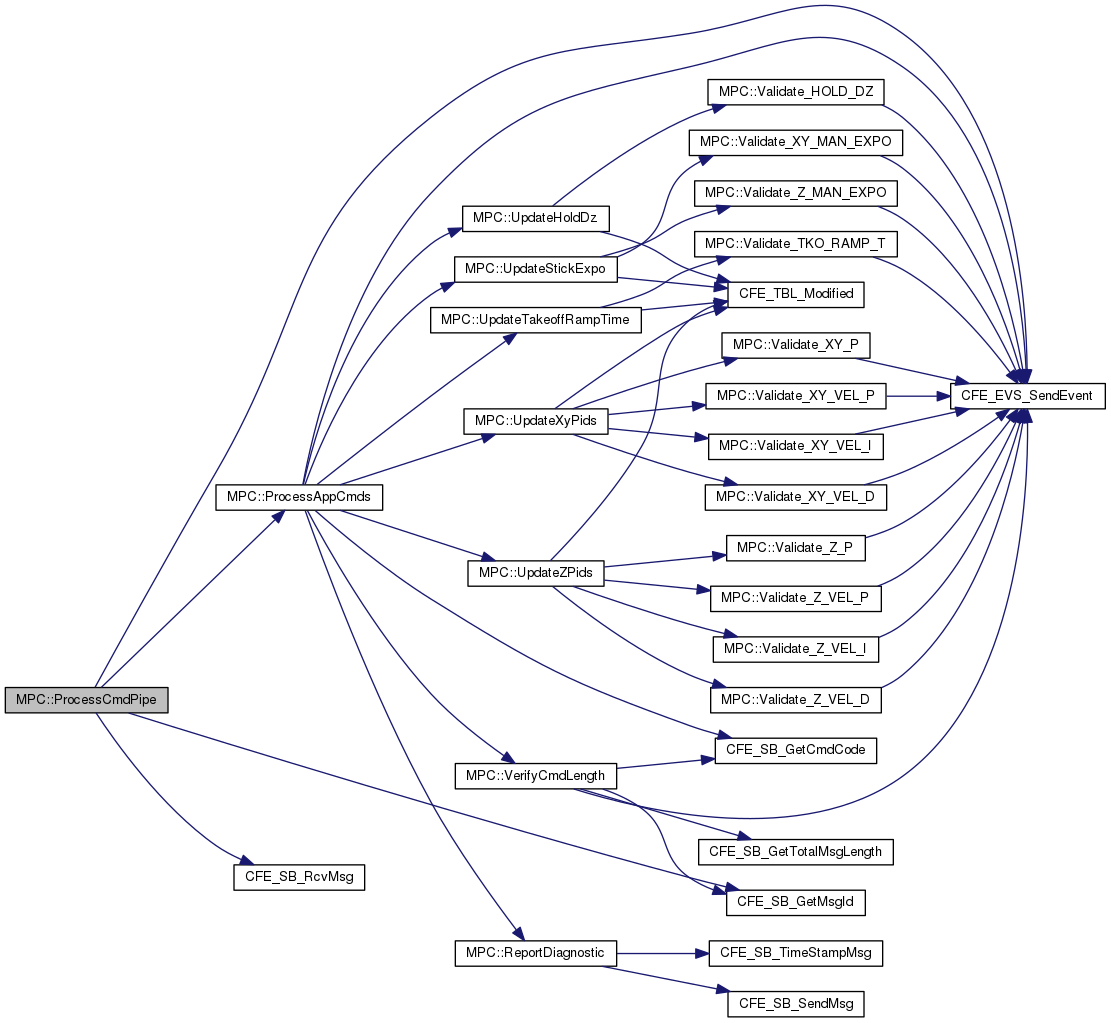 MPC::Validate_HOLD_DZ
MPC::Validate_XY_MAN_EXPO
MPC::Validate_Z_MAN_EXPO
MPC::UpdateHoldDz
MPC::Validate_TKO_RAMP_T
MPC::UpdateStickExpo
CFE_TBL_Modified
MPC::UpdateTakeoffRampTime
MPC::Validate_XY_P
MPC::Validate_XY_VEL_P
CFE_EVS_SendEvent
MPC::UpdateXyPids
MPC::Validate_XY_VEL_I
MPC::ProcessAppCmds
MPC::Validate_XY_VEL_D
MPC::Validate_Z_P
MPC::UpdateZPids
MPC::Validate_Z_VEL_P
MPC::Validate_Z_VEL_I
MPC::ProcessCmdPipe
MPC::Validate_Z_VEL_D
CFE_SB_GetCmdCode
MPC::VerifyCmdLength
CFE_SB_GetTotalMsgLength
CFE_SB_RcvMsg
CFE_SB_GetMsgId
MPC::ReportDiagnostic
CFE_SB_TimeStampMsg
CFE_SB_SendMsg